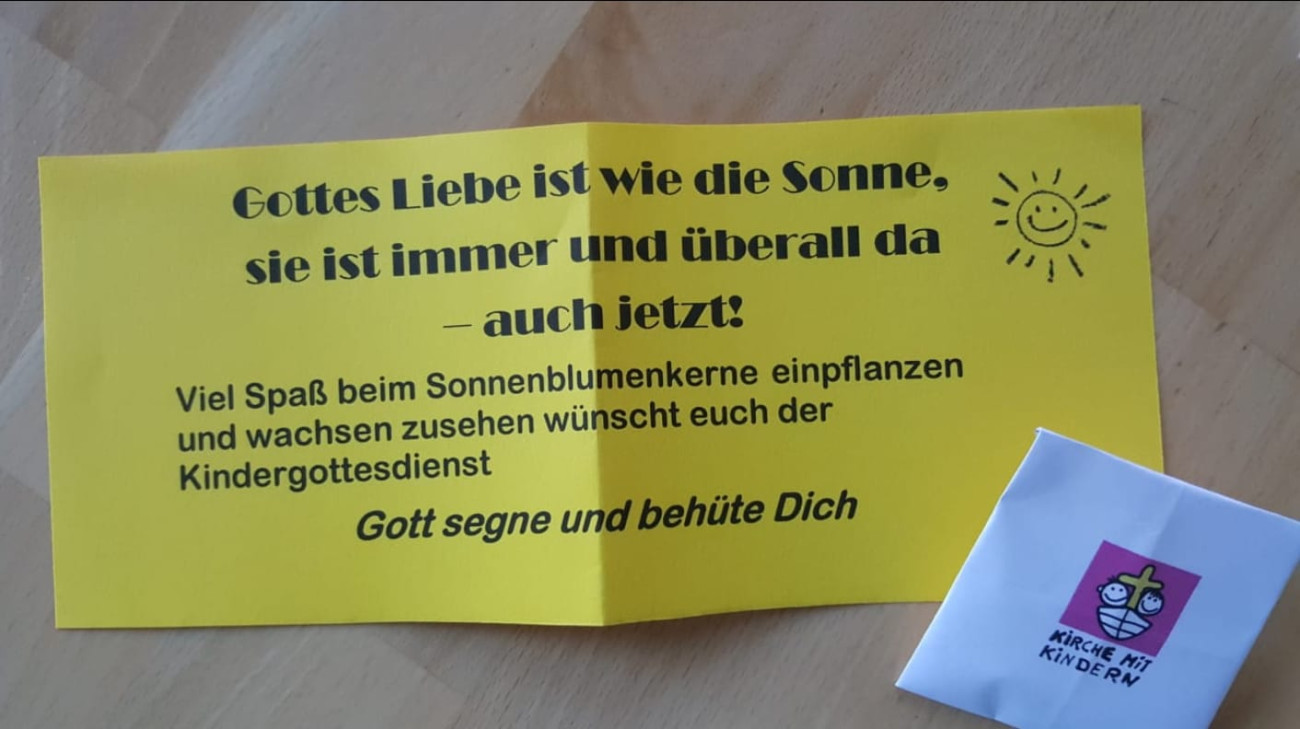 Gottes Liebe ist wie die Sonne,
sie ist immer und überall da
– auch jetzt!
Viel Spaß beim Sonnenblumenkerne einpflanzen
und wachsen zusehen wünscht euch der
Kindergottesdienst
Gott segne und behüte Dich
KiRCHE MiT
KiNDERN